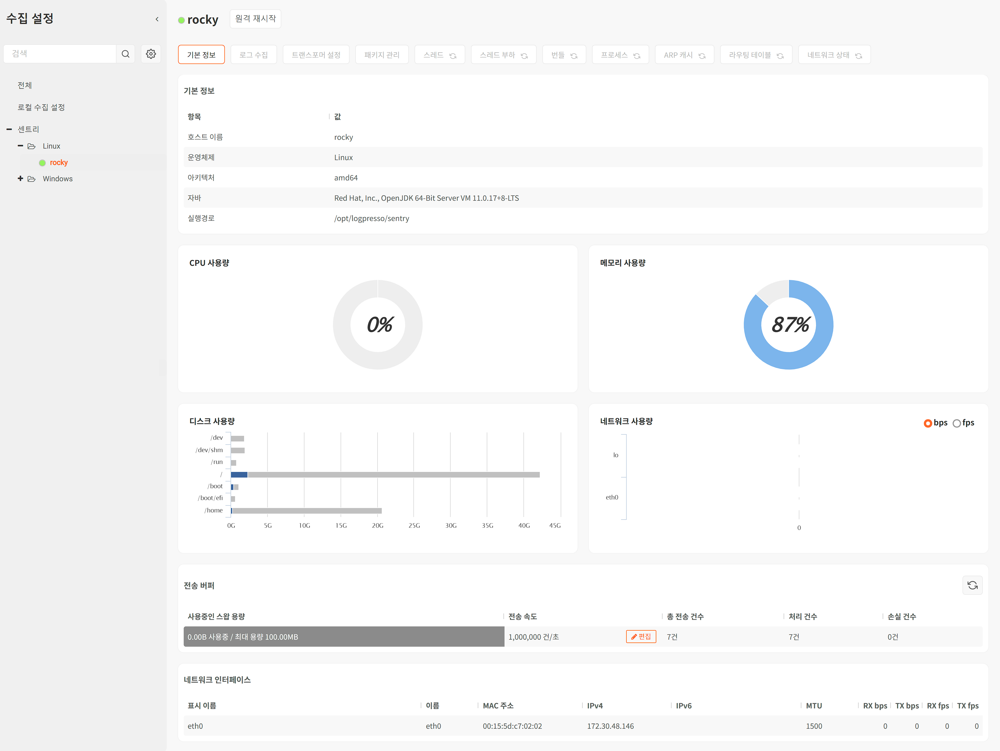 수집 설정
검색
전체
로컬 수집 설정
센트리
Linux
rocky
Windows
rocky 원격 재시작
기본 정보 로그 수집 트랜스포머 설정 패키지 관리 스레드 스레드 부하 번들 프로세스 ARP 캐시 라우팅 테이블 네트워크 상태
기본 정보
항목 값
호스트 이름 rocky
운영체제 Linux
아키텍처 amd64
자바 Red Hat, Inc., OpenJDK 64-Bit Server VM 11.0.17+8-LTS
실행경로 /opt/logpresso/sentry
CPU 사용량
0%
메모리 사용량
87%
디스크 사용량
/dev
/dev/shm
/run
/
/boot
/boot/efi
/home
0G 5G 10G 15G 20G 25G 30G 35G 40G 45G
네트워크 사용량
bps fps
lo
eth0
0
전송 버퍼
사용중인 스왑 용량 전송 속도 총 전송 건수 처리 건수 손실 건수
0.00B 사용중 / 최대 용량 100.00MB 1,000,000 건/초 편집 7건 7건 0건
네트워크 인터페이스
표시 이름 이름 MAC 주소 IPv4 IPv6 MTU RX bps TX bps RX fps TX fps
eth0 eth0 00:15:5d:c7:02:02 172.30.48.146 1500 0 0 0 0